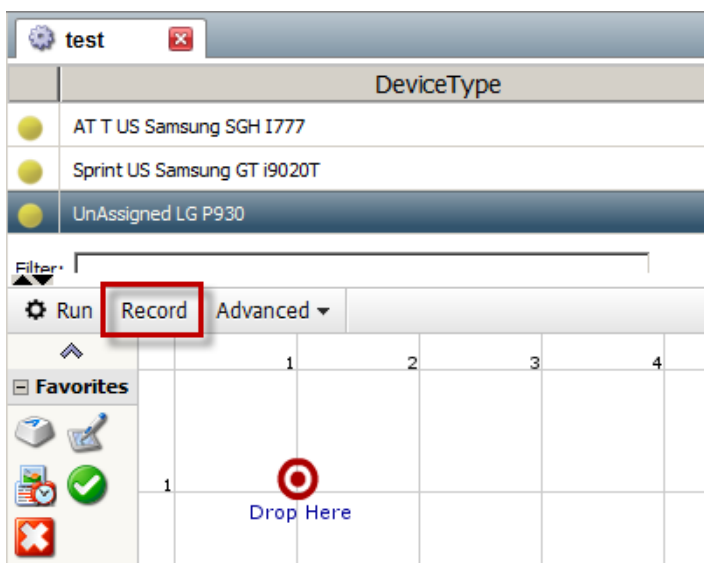 test
DeviceType
AT T US Samsung SGH I777
Sprint US Samsung GT i9020T
UnAssigned LG P930
Filter:
Run Record Advanced
1 2 3 4
Favorites
1
Drop Here